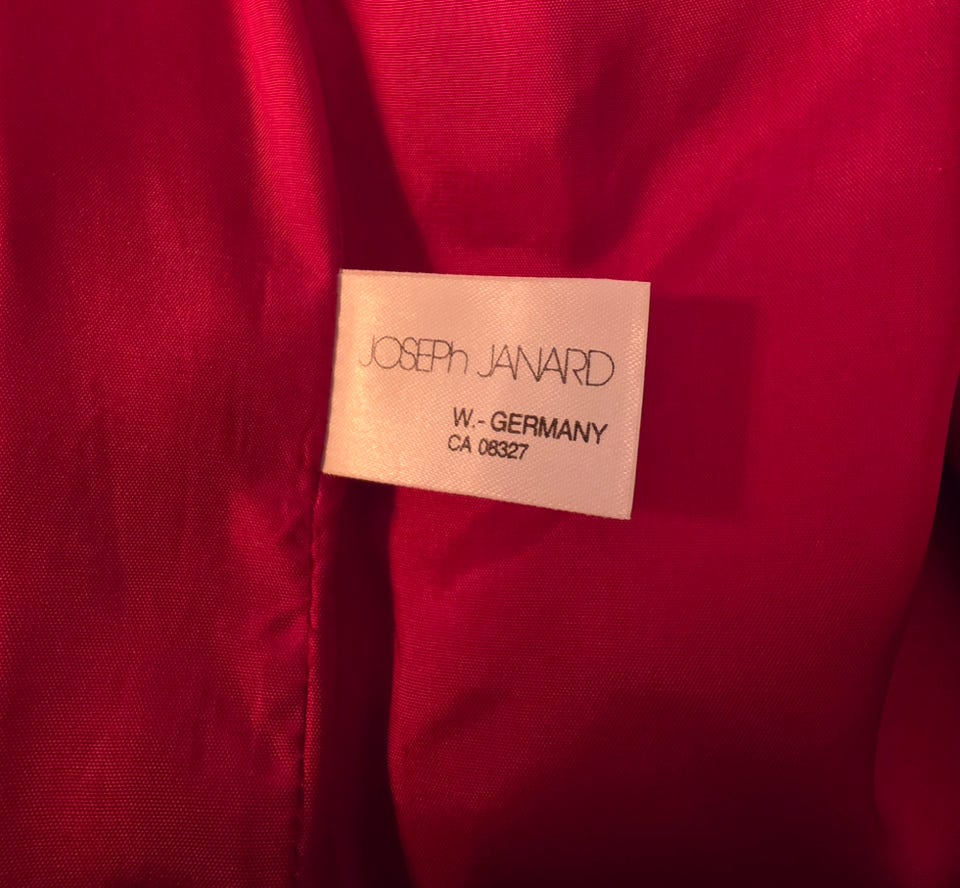 JOSEPh JANARD
W.- GERMANY
CA 08327